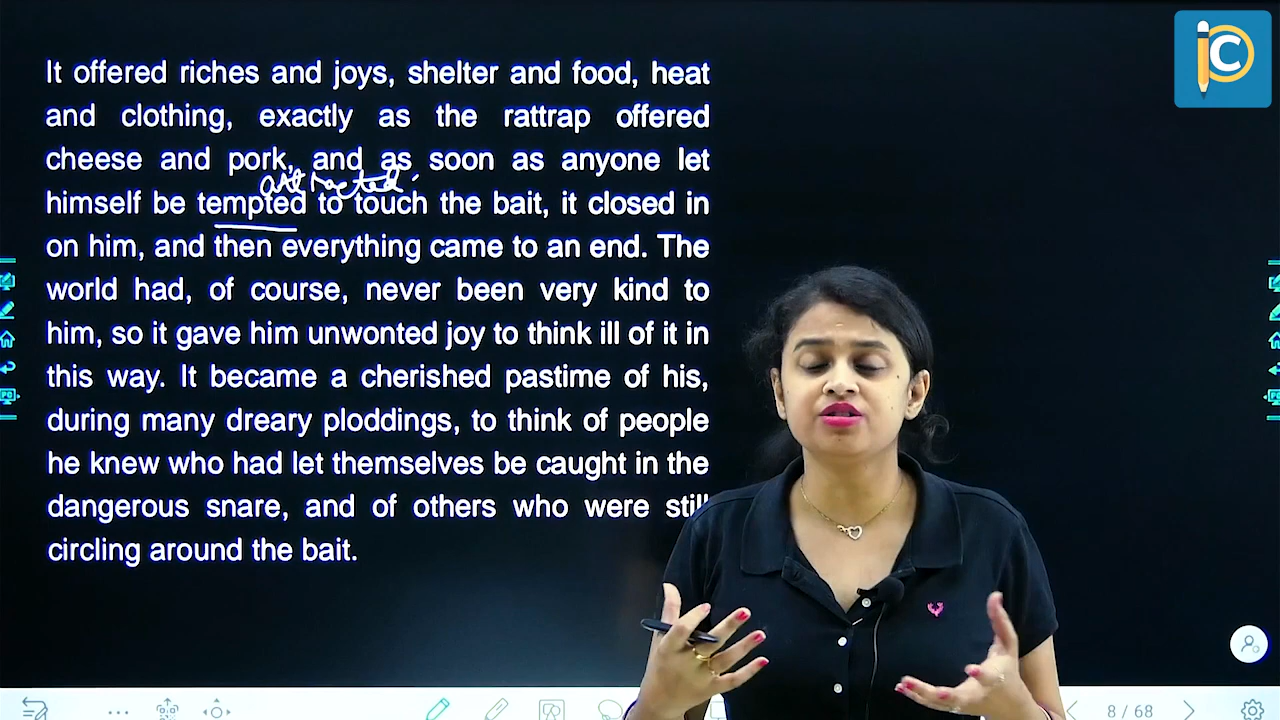 It offered riches and joys, shelter and food, heat
and clothing, exactly as the rattrap offered
cheese and pork, and as soon as anyone let
attracted
himself be tempted to touch the bait, it closed in
on him, and then everything came to an end. The
world had, of course, never been very kind to
him, so it gave him unwonted joy to think ill of it in
this way. It became a cherished pastime of his,
during many dreary ploddings, to think of people
he knew who had let themselves be caught in the
dangerous snare, and of others who were still
circling around the bait.
8 / 68